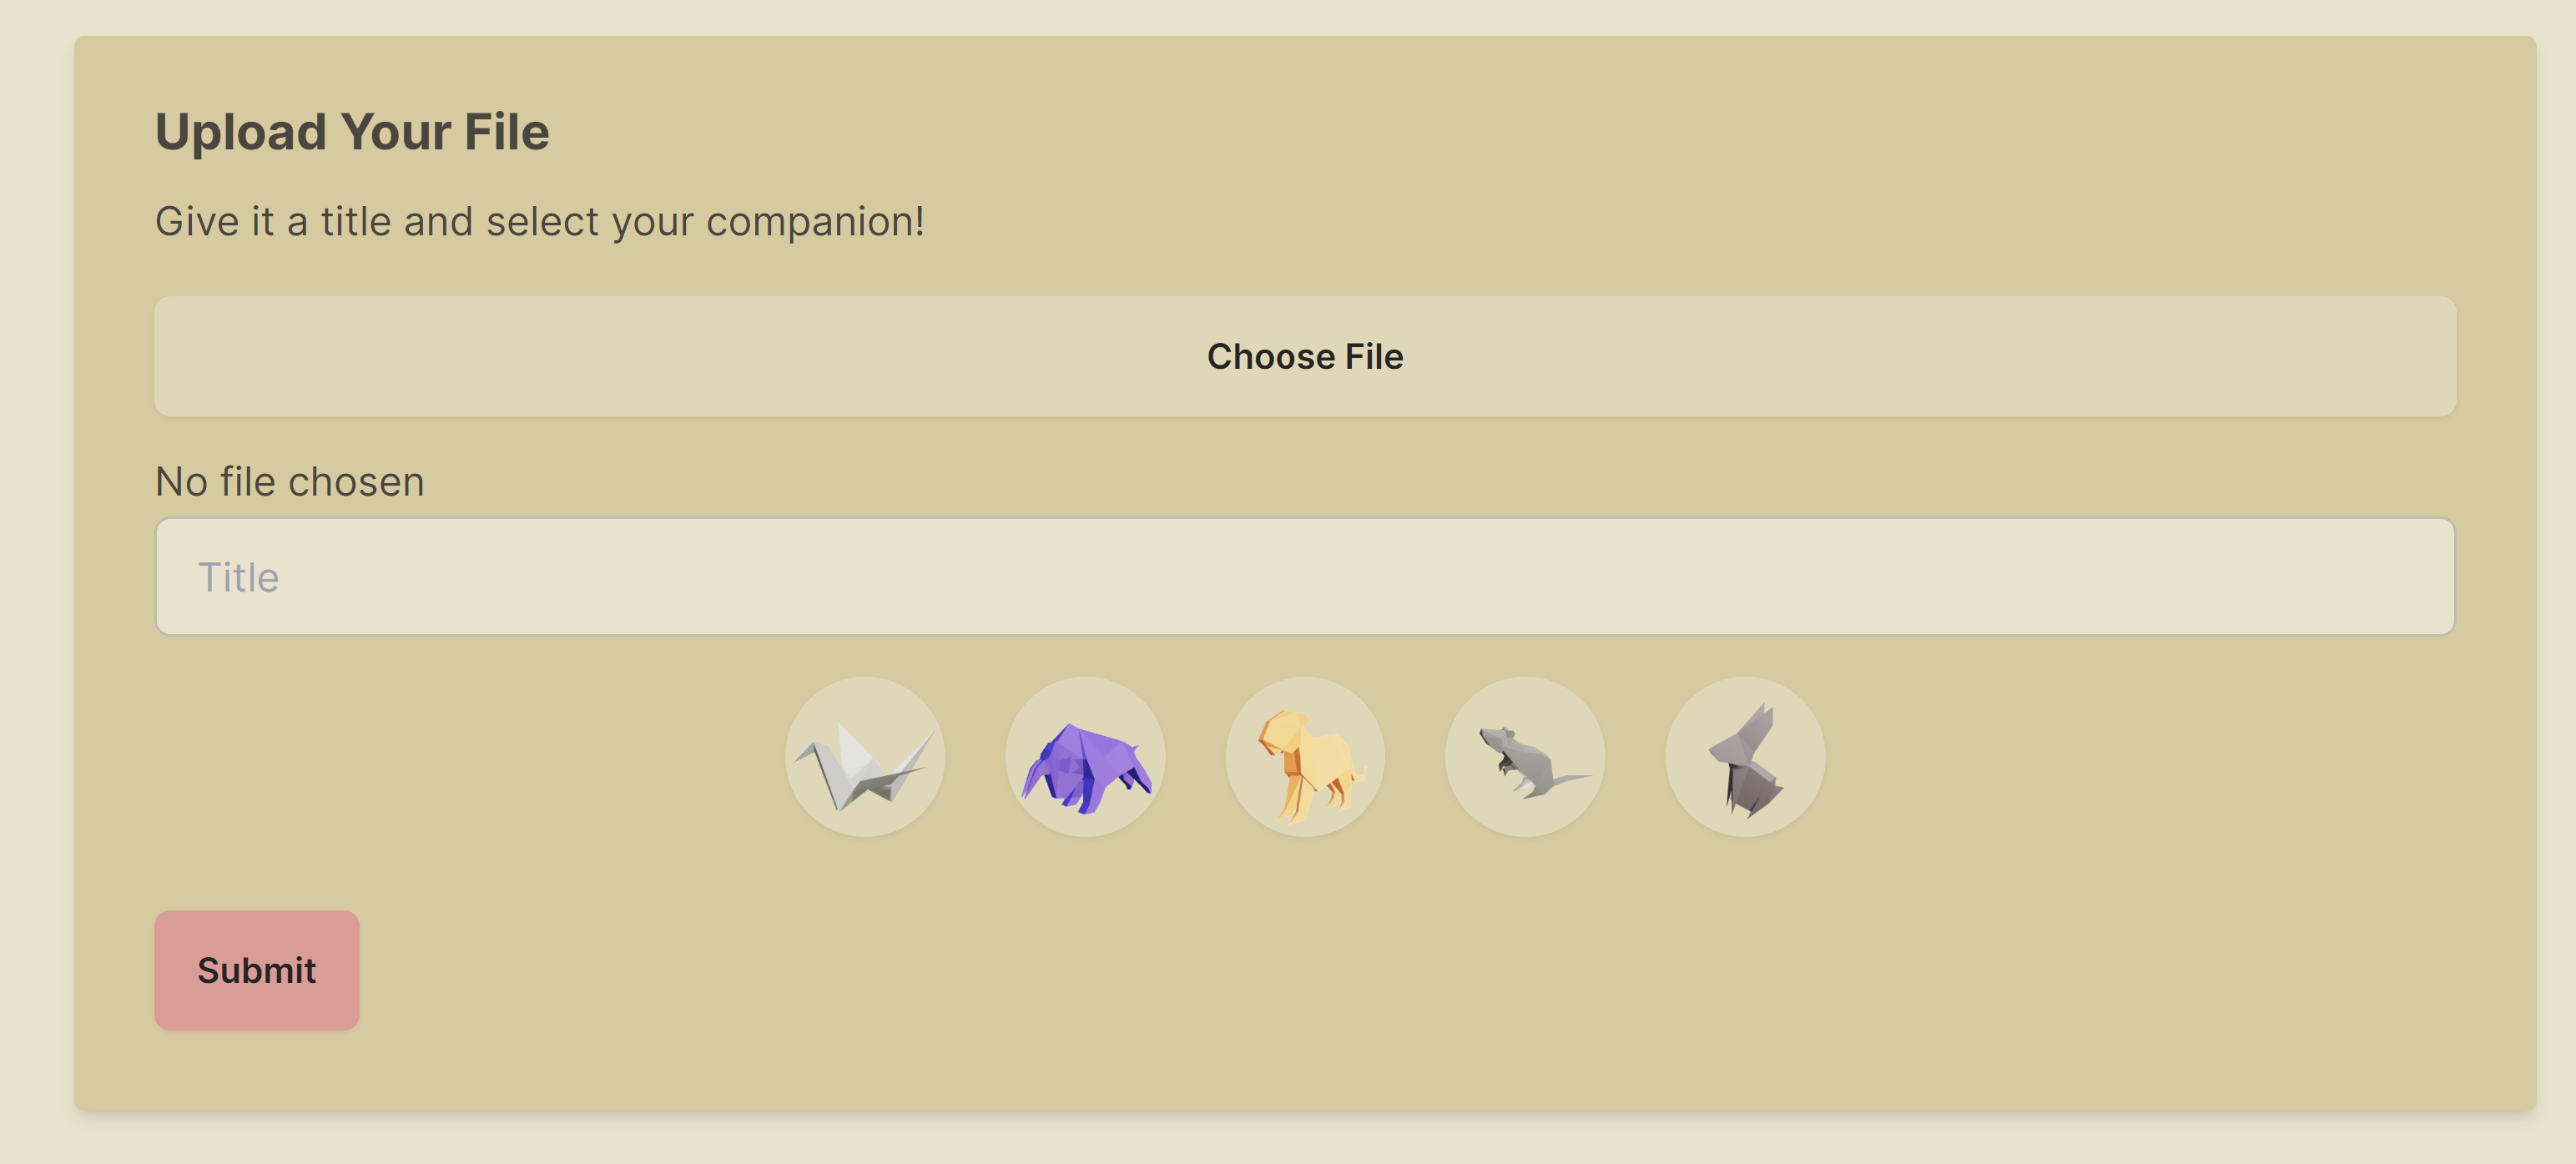 Upload Your File
Give it a title and select your companion!
Choose File
No file chosen
Title
Submit